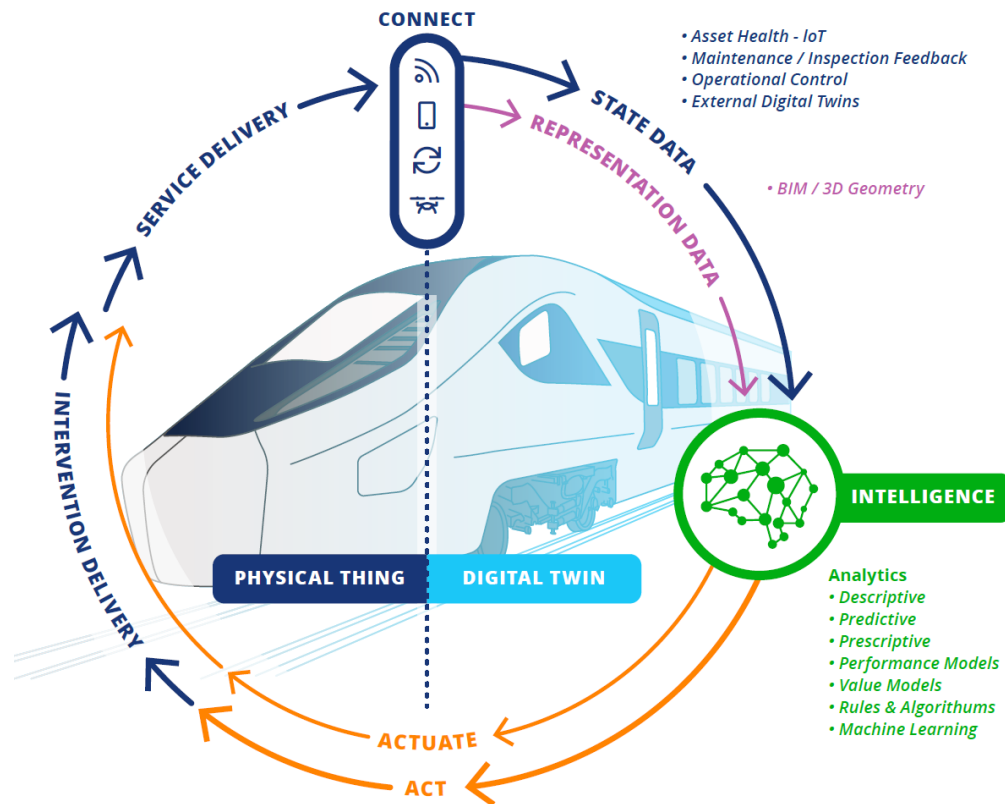 CONNECT
• Asset Health - IoT
• Maintenance / Inspection Feedback
• Operational Control
• External Digital Twins
STATE DATA
REPRESENTATION DATA
• BIM / 3D Geometry
SERVICE DELIVERY
INTERVENTION DELIVERY
INTELLIGENCE
PHYSICAL THING
DIGITAL TWIN
Analytics
• Descriptive
• Predictive
• Prescriptive
• Performance Models
• Value Models
• Rules & Algorithums
• Machine Learning
ACTUATE
ACT